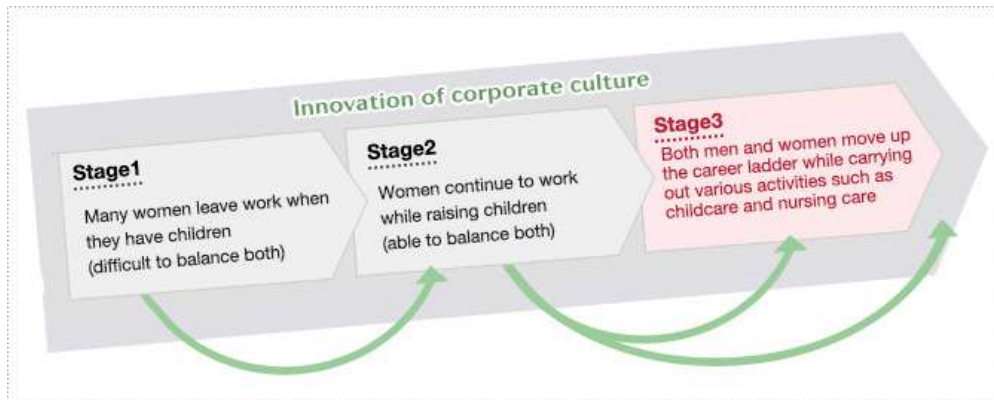 Innovation of corporate culture
Stage1
Many women leave work when
they have children
(difficult to balance both)
Stage2
Women continue to work
while raising children
(able to balance both)
Stage3
Both men and women move up
the career ladder while carrying
out various activities such as
childcare and nursing care